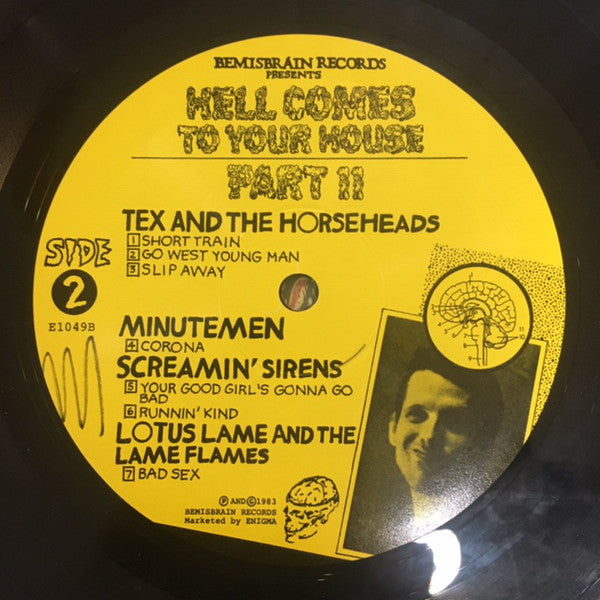 BEMISBRAIN RECORDS
PRESENTS
HELL COMES
TO YOUR HOUSE
PART II
TEX AND THE HORSEHEADS
1 SHORT TRAIN
2 GO WEST YOUNG MAN
3 SLIP AWAY
SIDE
2
E1049B
MINUTEMEN
4 CORONA
SCREAMIN' SIRENS
5 YOUR GOOD GIRL'S GONNA GO
BAD
6 RUNNIN' KIND
LOTUS LAME AND THE
LAME FLAMES
7 BAD SEX
Ⓟ AND © 1983
BEMISBRAIN RECORDS
Marketed by ENIGMA